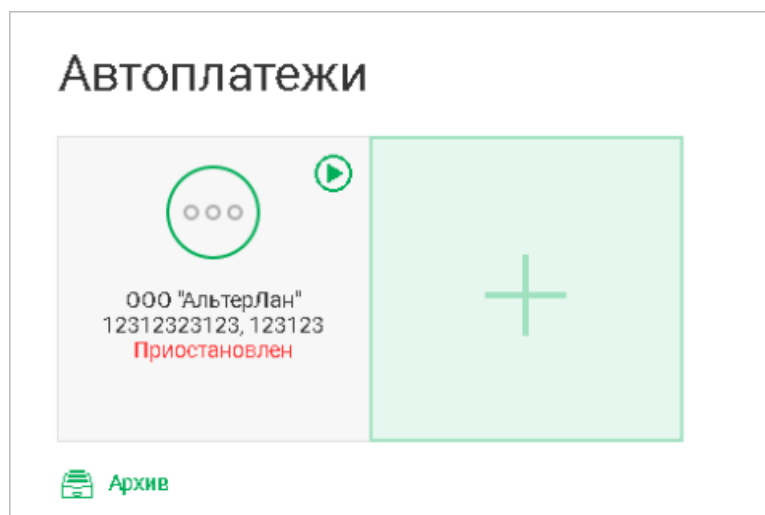 Автоплатежи
ООО "АльтерЛан"
12312323123, 123123
Приостановлен
Архив